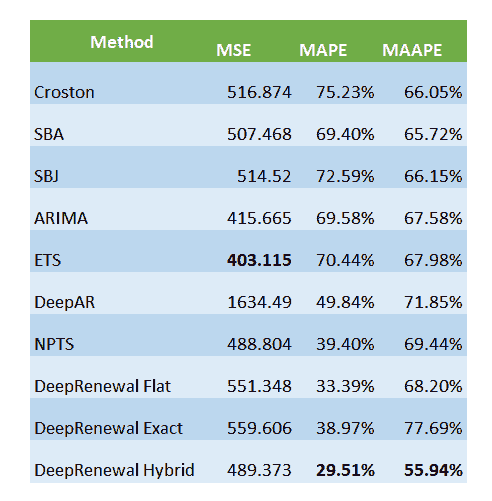 Method MSE MAPE MAAPE
Croston 516.874 75.23% 66.05%
SBA 507.468 69.40% 65.72%
SBJ 514.52 72.59% 66.15%
ARIMA 415.665 69.58% 67.58%
ETS 403.115 70.44% 67.98%
DeepAR 1634.49 49.84% 71.85%
NPTS 488.804 39.40% 69.44%
DeepRenewal Flat 551.348 33.39% 68.20%
DeepRenewal Exact 559.606 38.97% 77.69%
DeepRenewal Hybrid 489.373 29.51% 55.94%